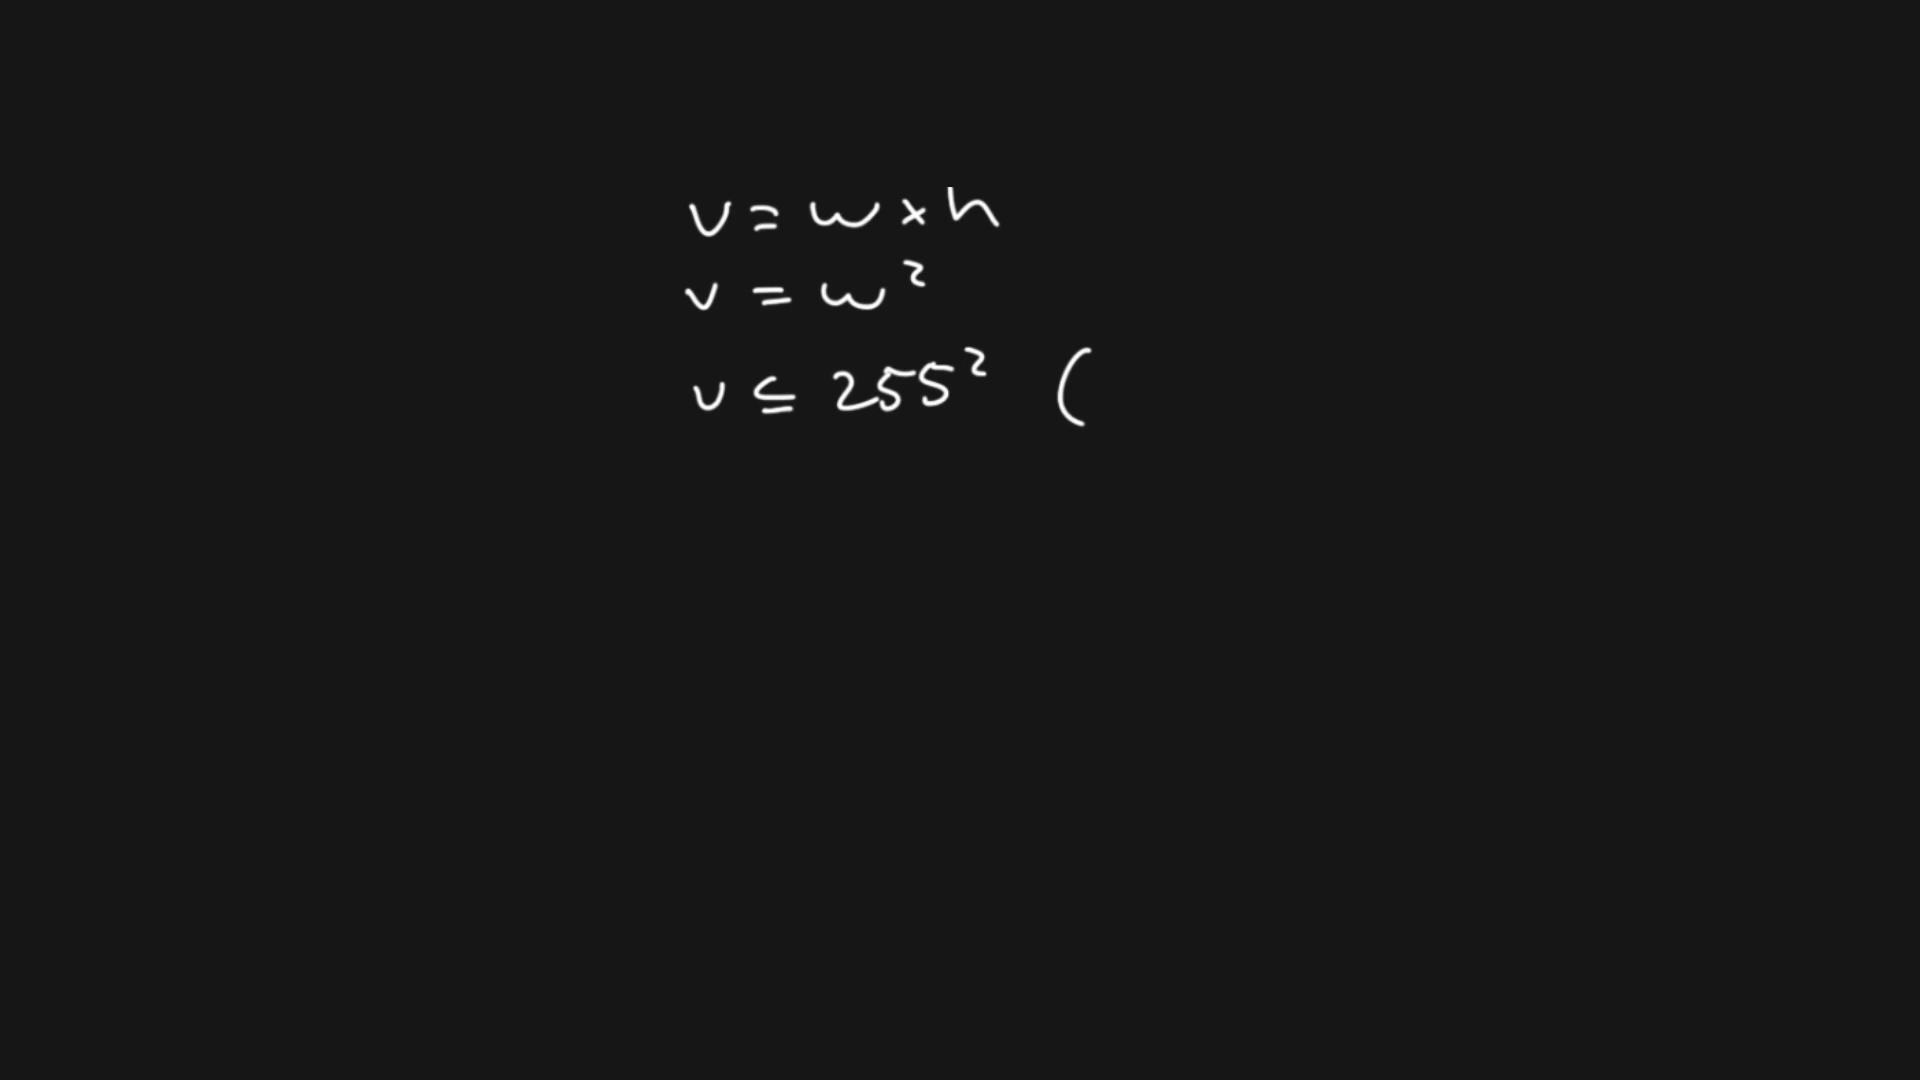 v = w × h
v = w²
v ≤ 255² (